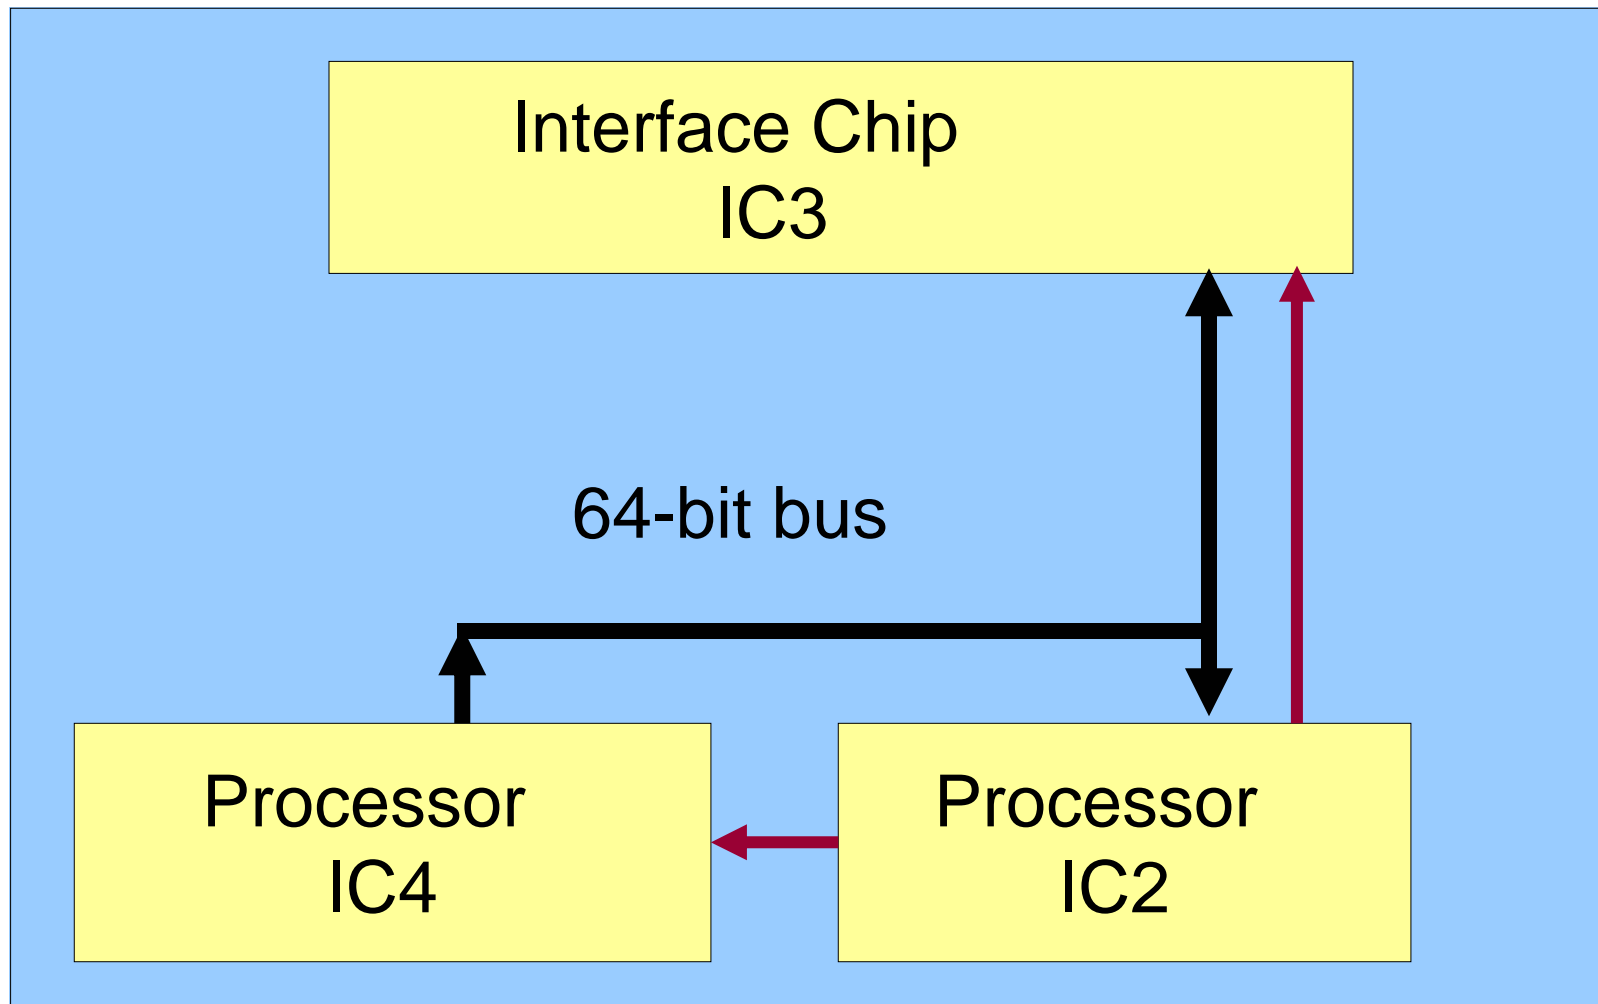 Interface Chip
IC3
64-bit bus
Processor
IC4
Processor
IC2